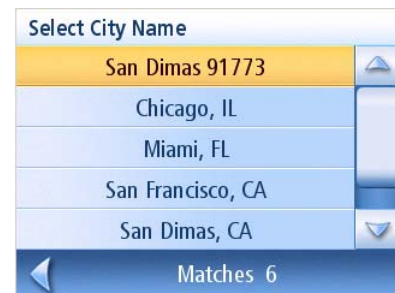 Select City Name
San Dimas 91773
Chicago, IL
Miami, FL
San Francisco, CA
San Dimas, CA
Matches 6